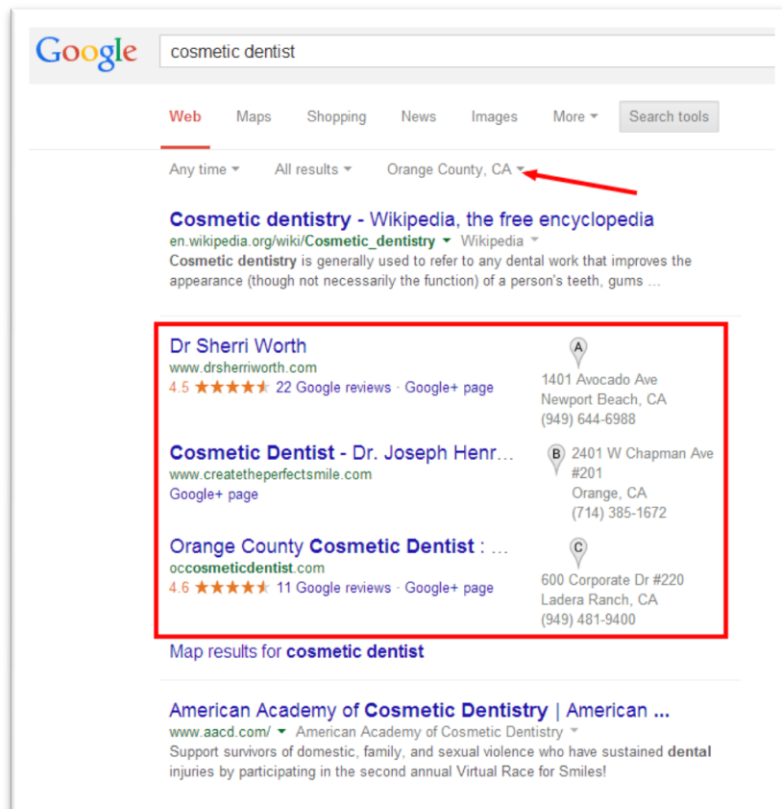 Google cosmetic dentist
Web Maps Shopping News Images More Search tools
Any time All results Orange County, CA
Cosmetic dentistry - Wikipedia, the free encyclopedia
en.wikipedia.org/wiki/Cosmetic_dentistry Wikipedia
Cosmetic dentistry is generally used to refer to any dental work that improves the
appearance (though not necessarily the function) of a person's teeth, gums ...
Dr Sherri Worth
www.drsherriworth.com
4.5 ★★★★★ 22 Google reviews · Google+ page
A
1401 Avocado Ave
Newport Beach, CA
(949) 644-6988
Cosmetic Dentist - Dr. Joseph Henr...
www.createtheperfectsmile.com
Google+ page
B 2401 W Chapman Ave
#201
Orange, CA
(714) 385-1672
Orange County Cosmetic Dentist : ...
occosmeticdentist.com
4.6 ★★★★★ 11 Google reviews · Google+ page
C
600 Corporate Dr #220
Ladera Ranch, CA
(949) 481-9400
Map results for cosmetic dentist
American Academy of Cosmetic Dentistry | American ...
www.aacd.com/ American Academy of Cosmetic Dentistry
Support survivors of domestic, family, and sexual violence who have sustained dental
injuries by participating in the second annual Virtual Race for Smiles!